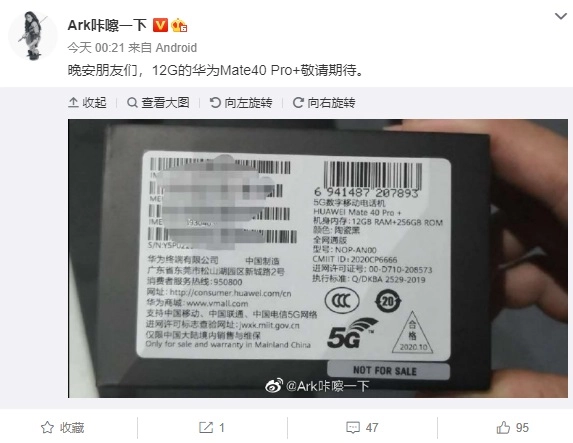 Ark咔嚓一下
今天 00:21 来自 Android
晚安朋友们，12G的华为Mate40 Pro+敬请期待。
收起 查看大图 向左旋转 向右旋转
6 941487 207893
5G数字移动电话机
HUAWEI Mate 40 Pro +
机身内存: 12GB RAM+256GB ROM
颜色: 陶瓷黑
全网通版
型号: NOP-AN00
CMIIT ID: 2020CP6666
进网许可证号: 00-D710-206573
执行标准: Q/DKBA 2529-2019
华为终端有限公司 中国制造
广东省东莞市松山湖园区新城路2号
消费者服务热线: 950800
网址: http://consumer.huawei.com/cn
华为商城: www.vmall.com
支持中国移动、中国联通、中国电信5G网络
进网许可标志查验网址: jwxk.miit.gov.cn
仅限中国大陆境内销售与维保
Only for sale and warranty in Mainland China
CCC
20
5G
合格
2020.10
NOT FOR SALE
@Ark咔嚓一下
收藏 1 47 95